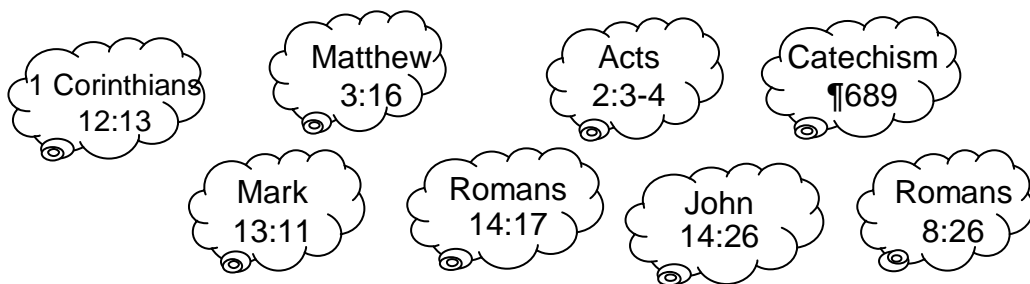 1 Corinthians
12:13
Matthew
3:16
Acts
2:3-4
Catechism
¶689
Mark
13:11
Romans
14:17
John
14:26
Romans
8:26